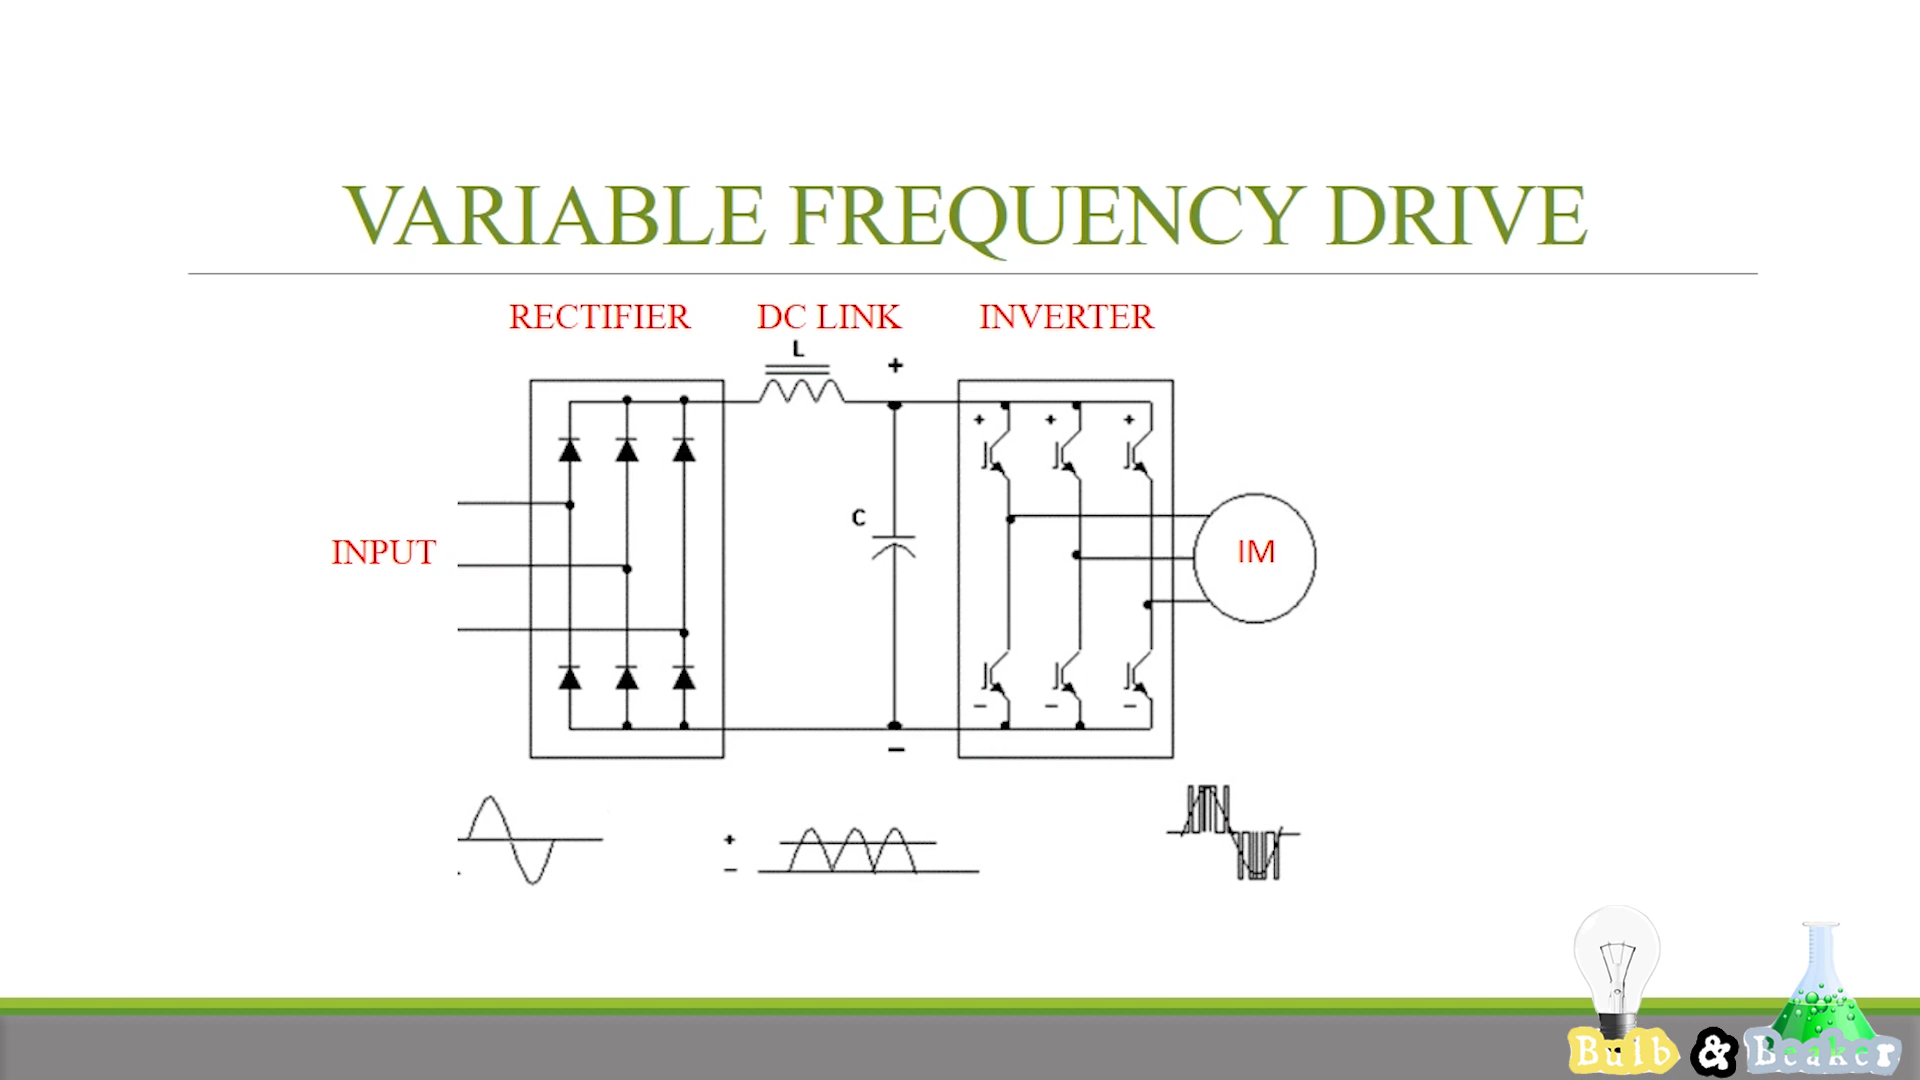 VARIABLE FREQUENCY DRIVE
RECTIFIER DC LINK INVERTER
L
+
+ + +
C
INPUT
IM
− − −
−
+
−
Bulb & Beaker